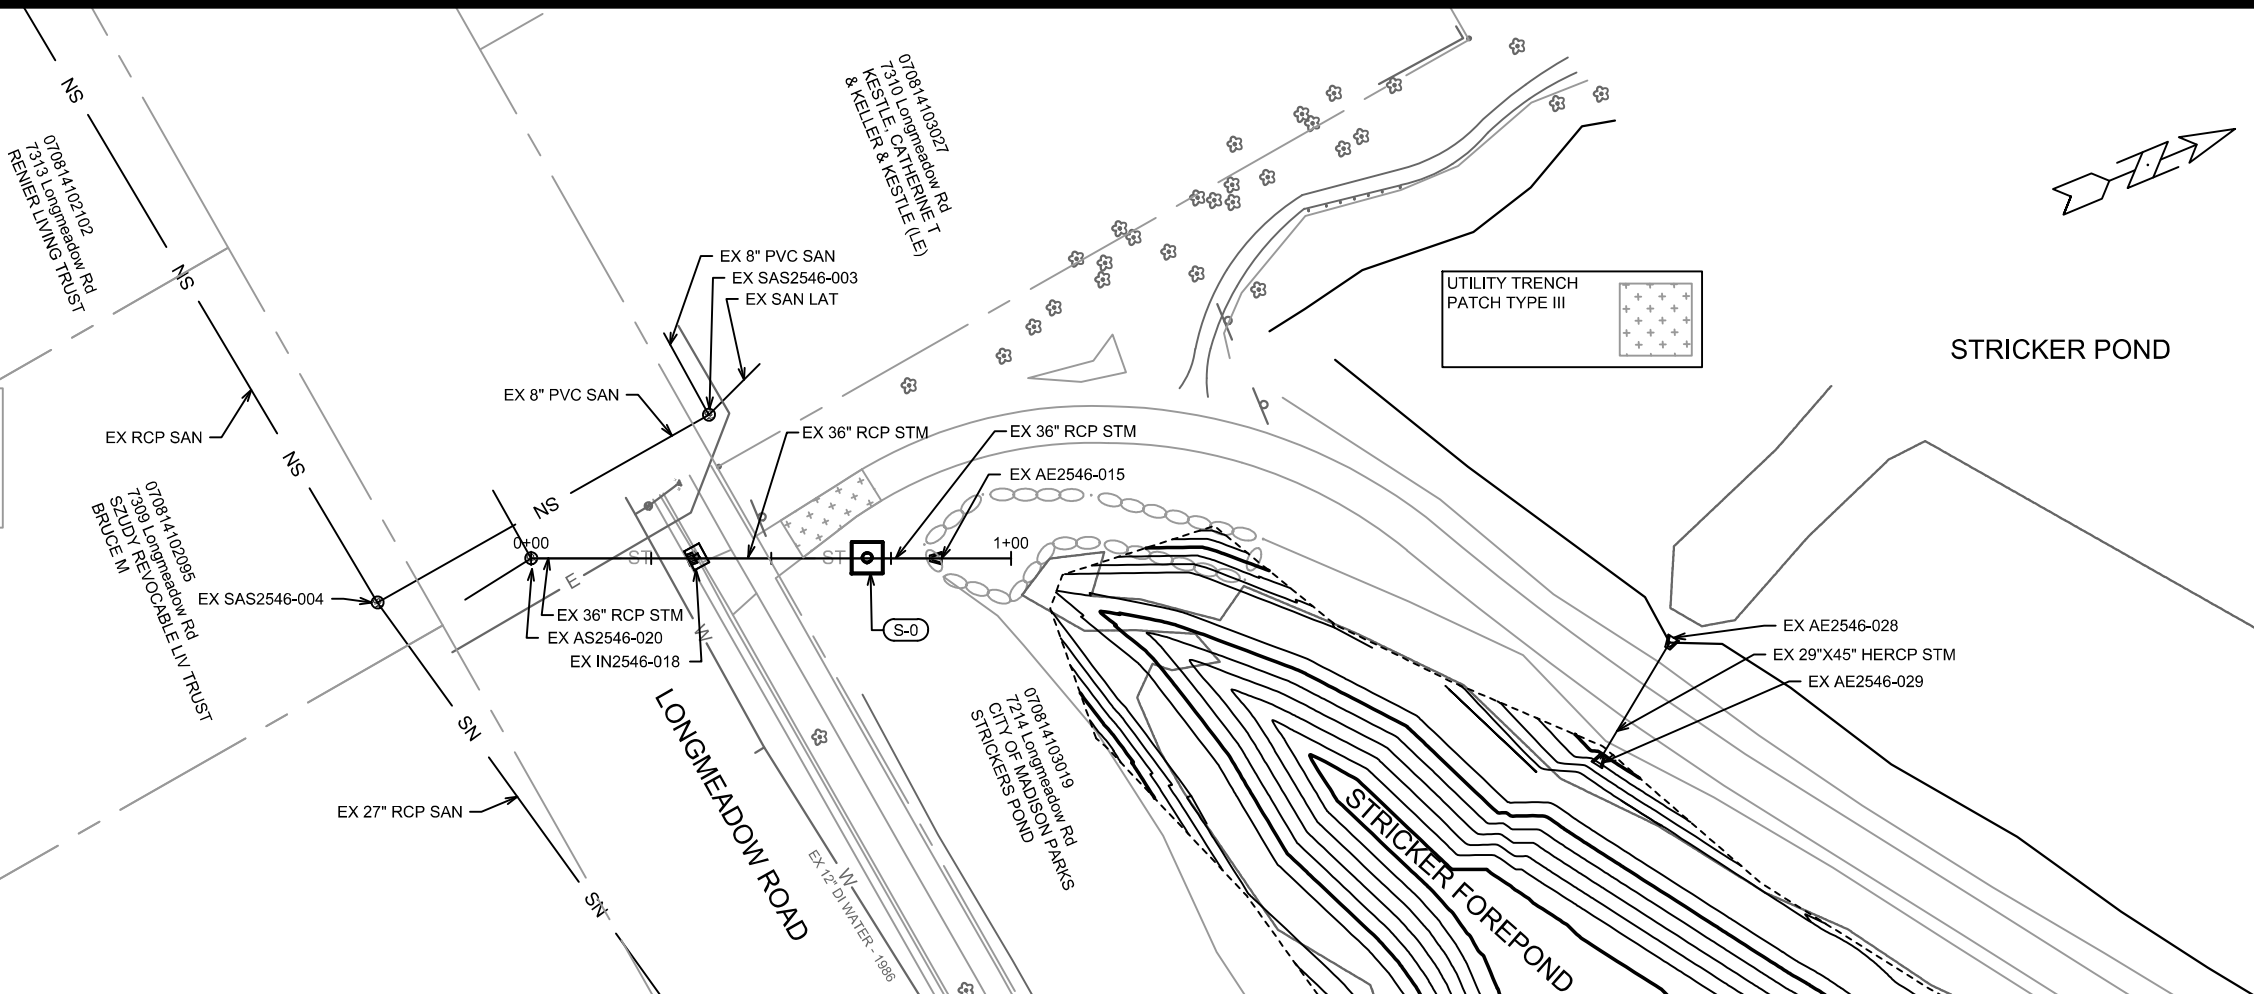 070814102102
7313 Longmeadow Rd
RENIER LIVING TRUST
070814103027
7310 Longmeadow Rd
KESTLE, CATHERINE T
& KELLER & KESTLE (LE)
NS
NS
NS
NS
EX 8" PVC SAN
EX SAS2546-003
EX SAN LAT
EX 8" PVC SAN
EX RCP SAN
UTILITY TRENCH
PATCH TYPE III
STRICKER POND
EX 36" RCP STM
EX 36" RCP STM
EX AE2546-015
070814102095
7309 Longmeadow Rd
SZUDY REVOCABLE LIV TRUST
BRUCE M
0+00
ST
ST
1+00
E
W
EX SAS2546-004
EX 36" RCP STM
EX AS2546-020
EX IN2546-018
S-0
EX AE2546-028
EX 29"X45" HERCP STM
EX AE2546-029
SN
SN
EX 27" RCP SAN
LONGMEADOW ROAD
W
EX 12" DI WATER - 1986
070814103019
7214 Longmeadow Rd
CITY OF MADISON PARKS
STRICKERS POND
STRICKER FOREPOND